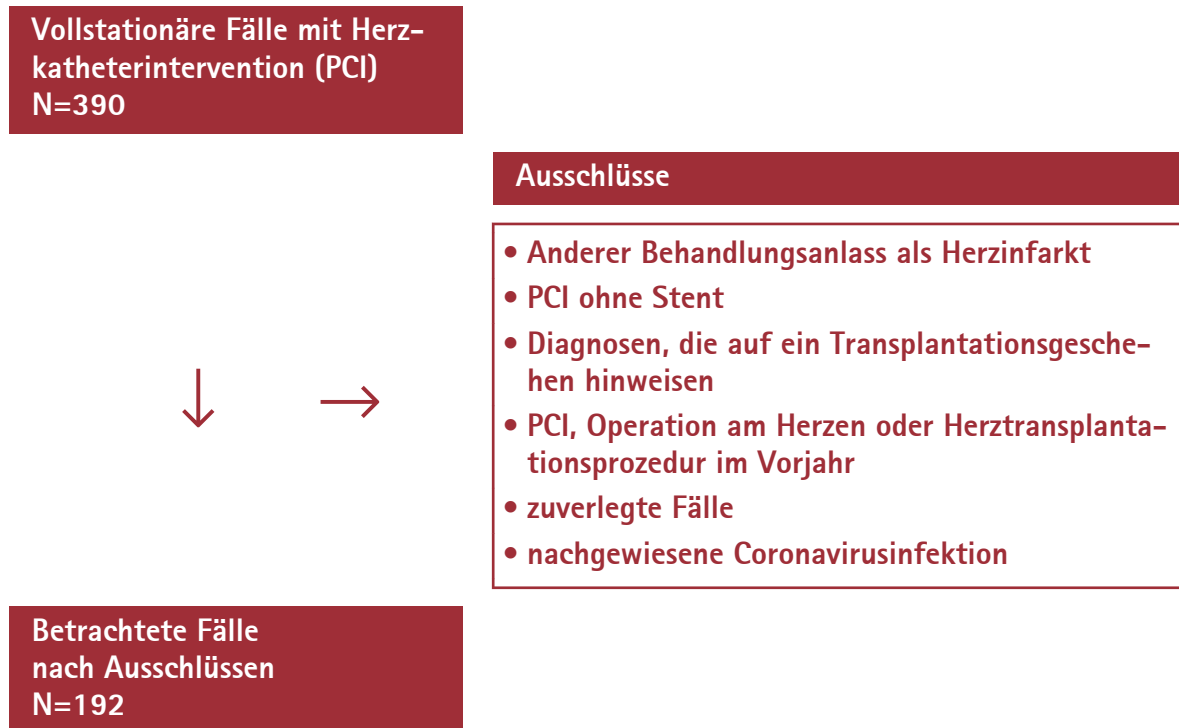 Vollstationäre Fälle mit Herz-
katheterintervention (PCI)
N=390
Ausschlüsse
• Anderer Behandlungsanlass als Herzinfarkt
• PCI ohne Stent
• Diagnosen, die auf ein Transplantationsgesche-
hen hinweisen
• PCI, Operation am Herzen oder Herztransplanta-
tionsprozedur im Vorjahr
• zuverlegte Fälle
• nachgewiesene Coronavirusinfektion
Betrachtete Fälle
nach Ausschlüssen
N=192